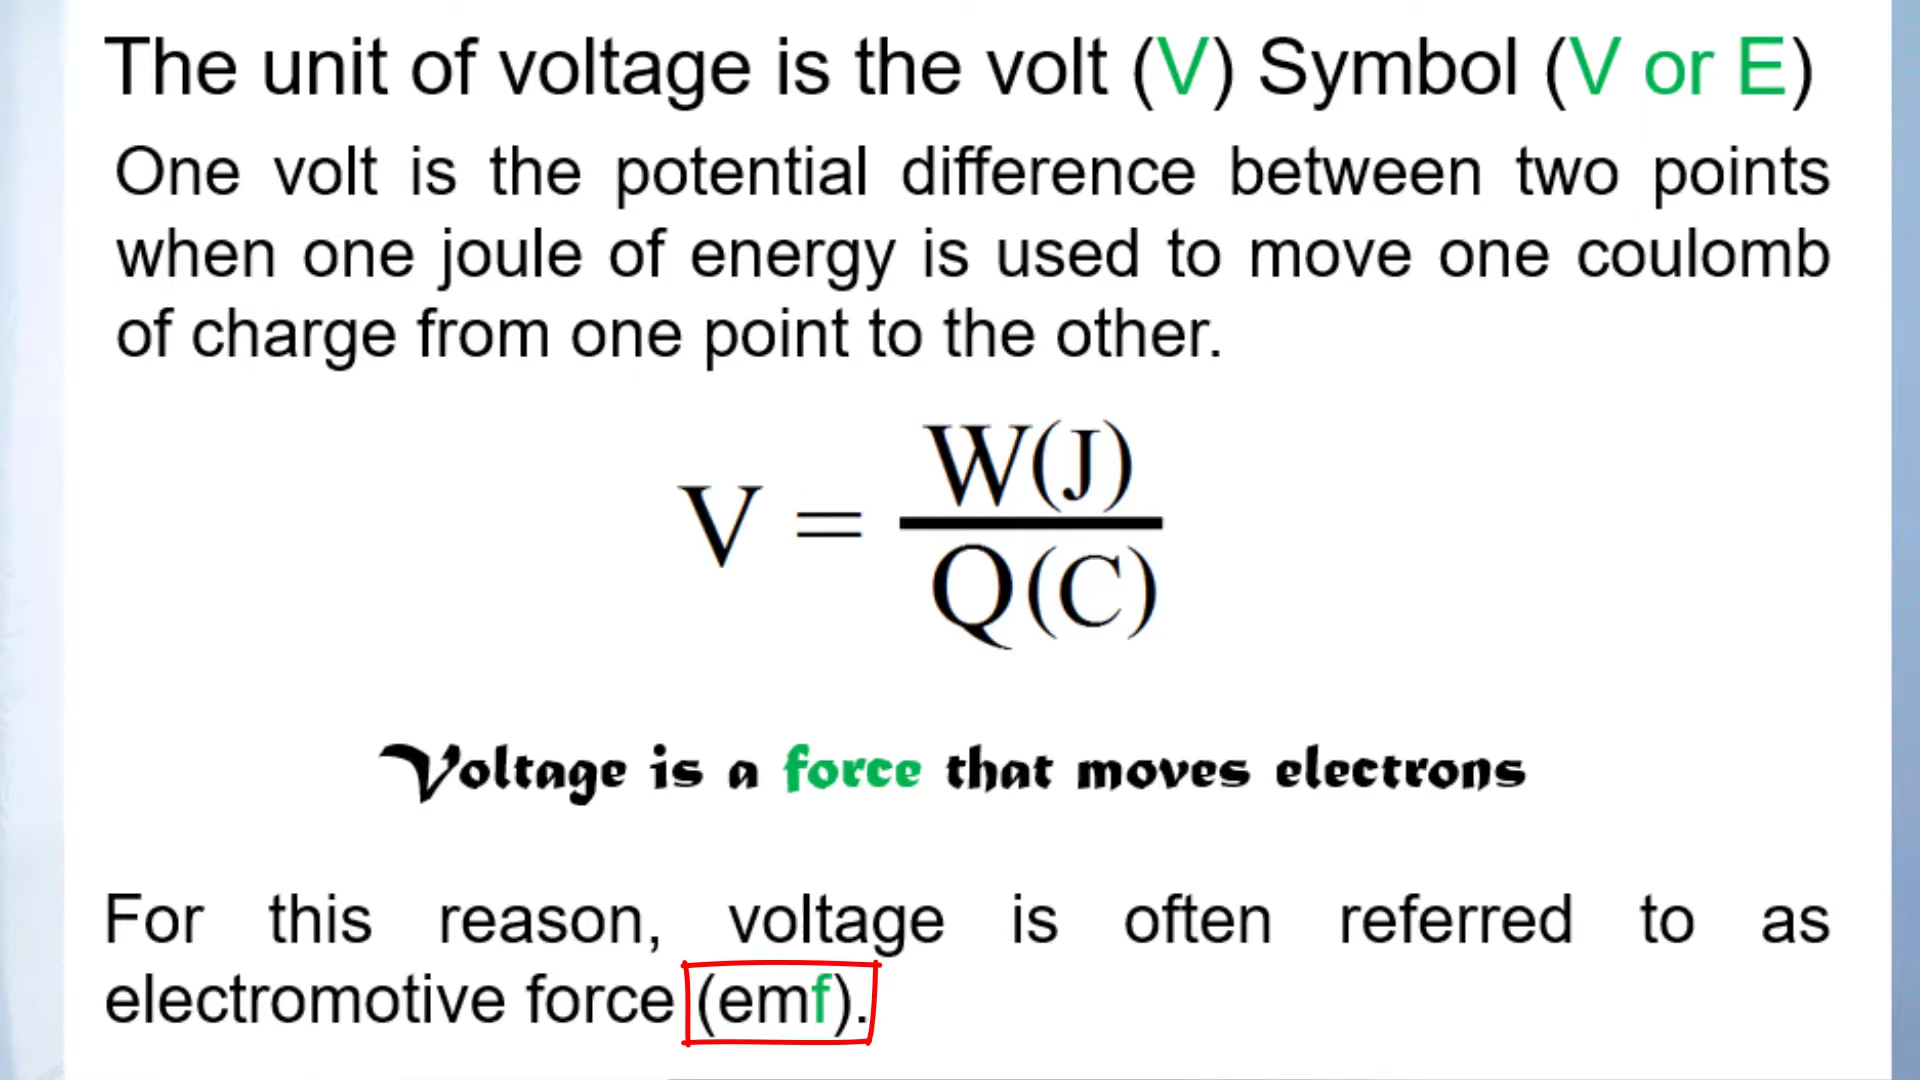 The unit of voltage is the volt (V) Symbol (V or E)
One volt is the potential difference between two points
when one joule of energy is used to move one coulomb
of charge from one point to the other.
V = W(J)
Q(C)
Voltage is a force that moves electrons
For this reason, voltage is often referred to as
electromotive force (emf).